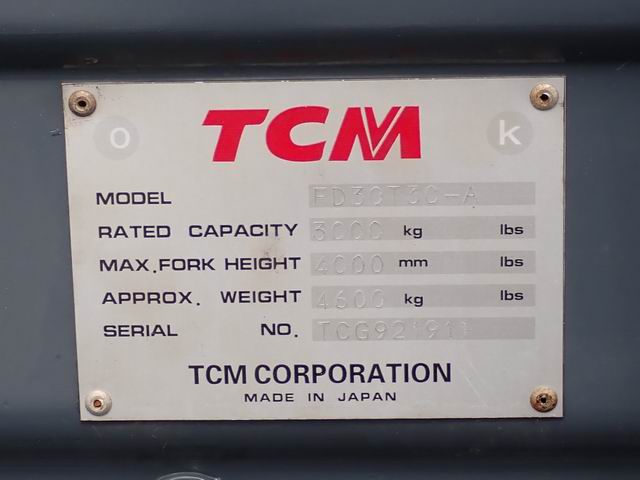 TCM
O K
MODEL FD30T3C-A
RATED CAPACITY 3000 kg lbs
MAX.FORK HEIGHT 4000 mm lbs
APPROX. WEIGHT 4600 kg lbs
SERIAL NO.
TCM CORPORATION
MADE IN JAPAN